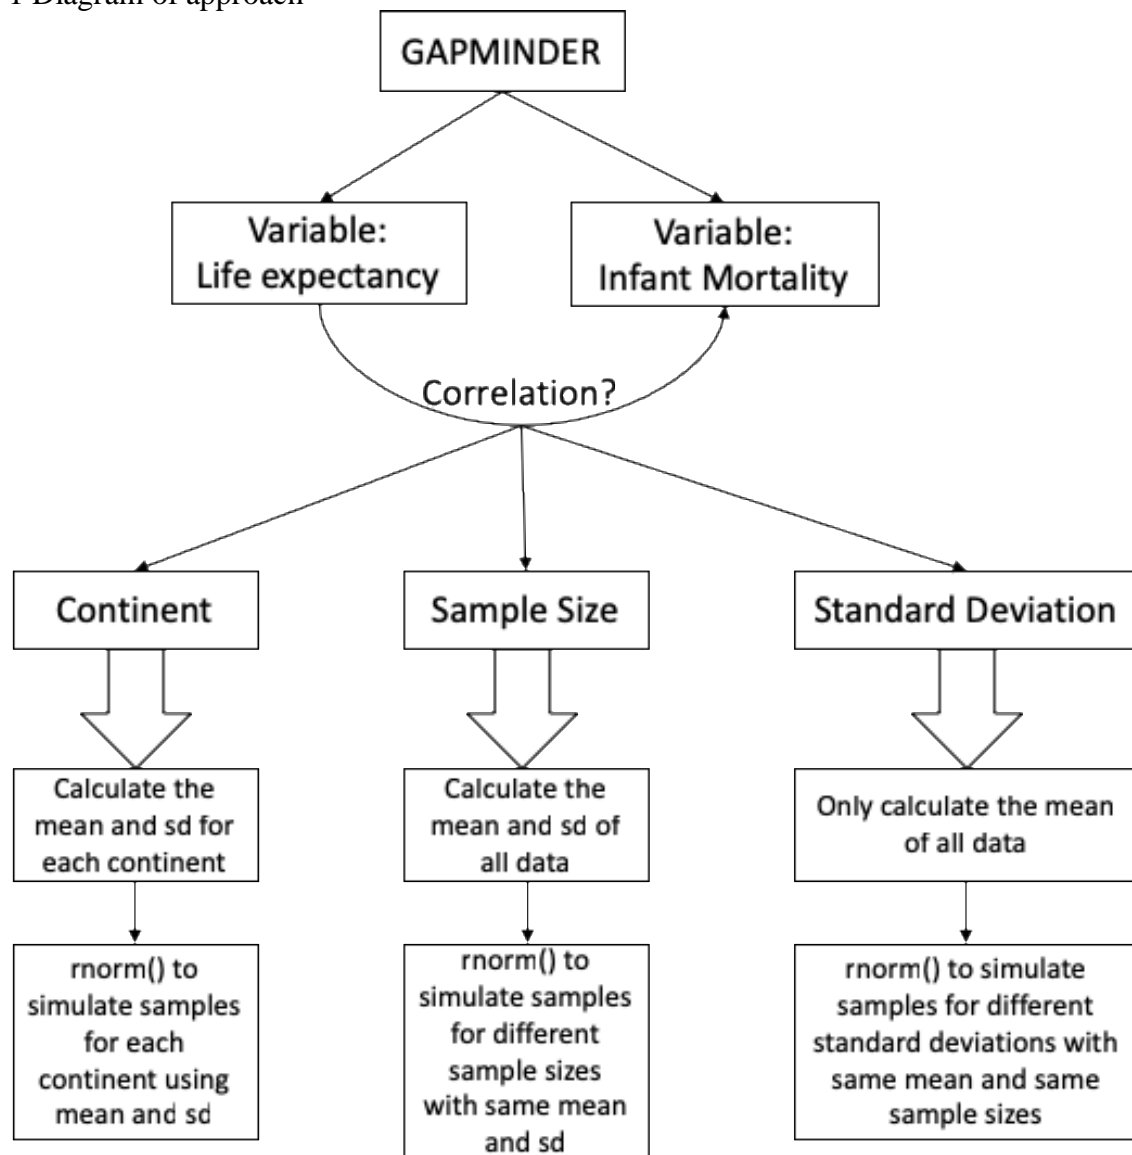 1 Diagram of approach
GAPMINDER
Variable:
Life expectancy
Variable:
Infant Mortality
Correlation?
Continent
Sample Size
Standard Deviation
Calculate the
mean and sd for
each continent
Calculate the
mean and sd of
all data
Only calculate the mean
of all data
rnorm() to
simulate samples
for each
continent using
mean and sd
rnorm() to
simulate samples
for different
sample sizes
with same mean
and sd
rnorm() to simulate
samples for different
standard deviations with
same mean and same
sample sizes